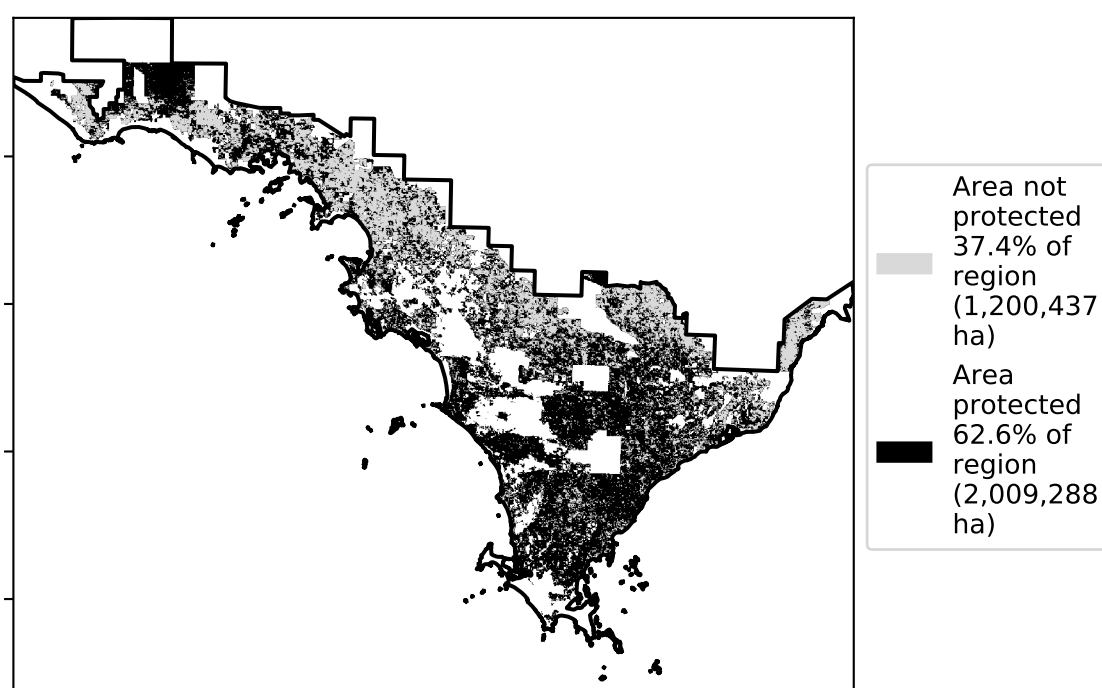 Area not
protected
37.4% of
region
(1,200,437
ha)
Area
protected
62.6% of
region
(2,009,288
ha)